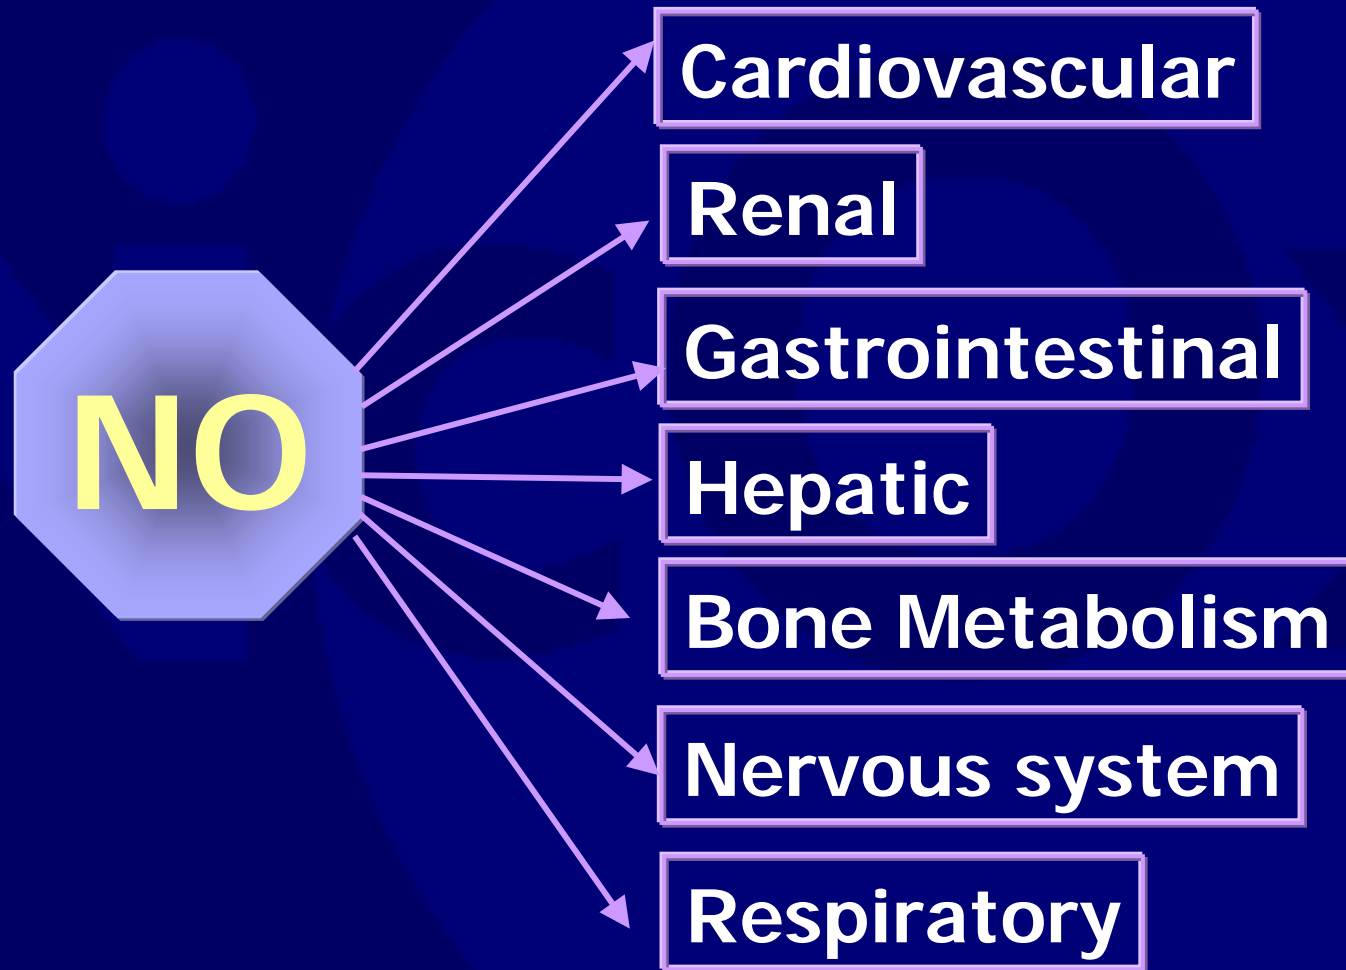 NO
Cardiovascular
Renal
Gastrointestinal
Hepatic
Bone Metabolism
Nervous system
Respiratory